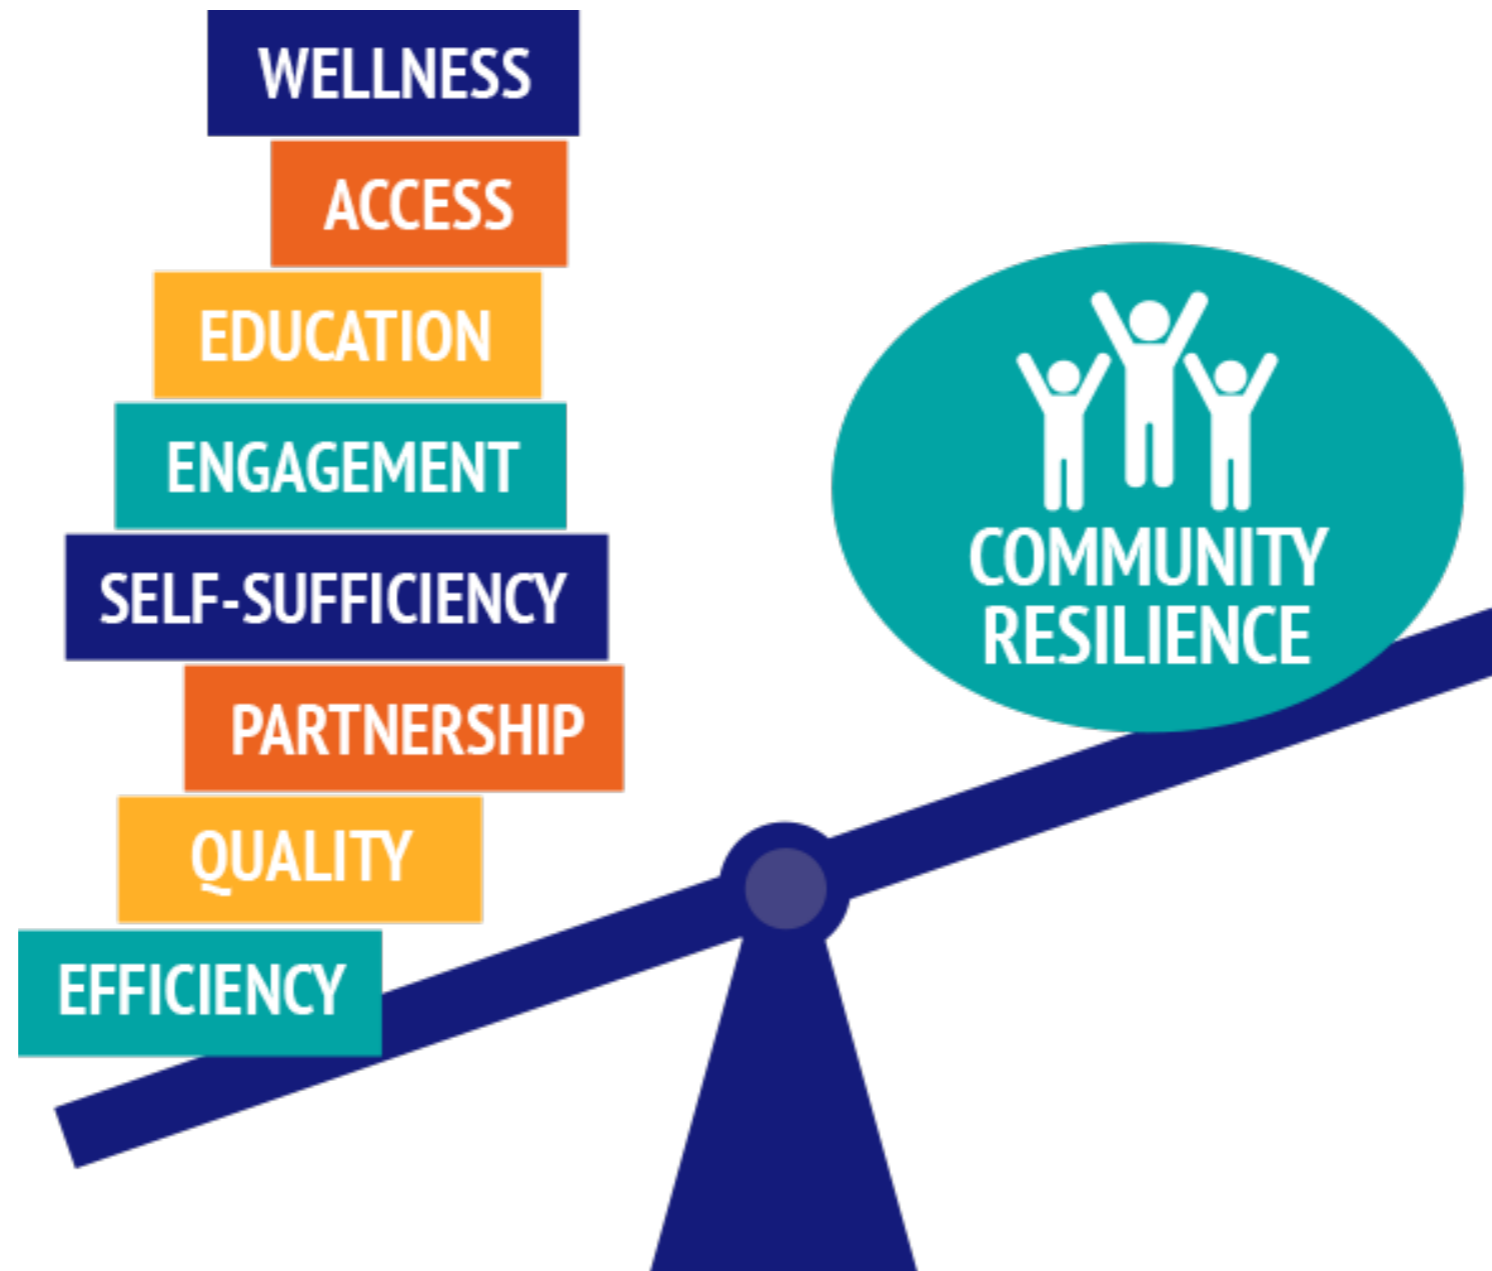 WELLNESS
ACCESS
EDUCATION
ENGAGEMENT
SELF-SUFFICIENCY
PARTNERSHIP
QUALITY
EFFICIENCY
COMMUNITY
RESILIENCE